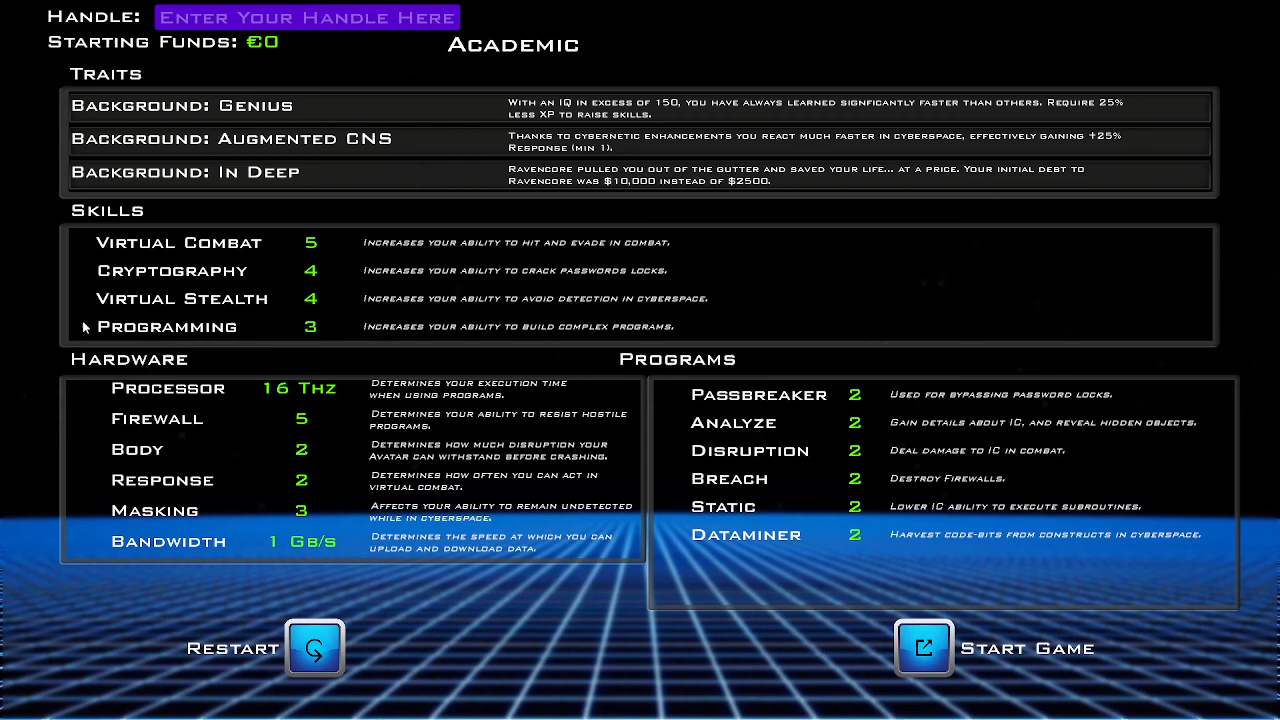 Handle: Enter Your Handle Here
Starting Funds: €0
Academic
Traits
Background: Genius
With an IQ in excess of 150, you have always learned signficantly faster than others. Require 25%
less XP to raise skills.
Background: Augmented CNS
Thanks to cybernetic enhancements you react much faster in cyberspace, effectively gaining +25%
Response (min 1).
Background: In Deep
Ravencore pulled you out of the gutter and saved your life... at a price. Your initial debt to
Ravencore was $10,000 instead of $2500.
Skills
Virtual Combat 5 Increases your ability to hit and evade in combat.
Cryptography 4 Increases your ability to crack passwords locks.
Virtual Stealth 4 Increases your ability to avoid detection in cyberspace.
Programming 3 Increases your ability to build complex programs.
Hardware
Processor 16 Thz Determines your execution time
when using programs.
Firewall 5 Determines your ability to resist hostile
programs.
Body 2 Determines how much disruption your
Avatar can withstand before crashing.
Response 2 Determines how often you can act in
virtual combat.
Masking 3 Affects your ability to remain undetected
while in cyberspace.
Bandwidth 1 Gb/s Determines the speed at which you can
upload and download data.
Programs
Passbreaker 2 Used for bypassing password locks.
Analyze 2 Gain details about IC, and reveal hidden objects.
Disruption 2 Deal damage to IC in combat.
Breach 2 Destroy Firewalls.
Static 2 Lower IC ability to execute subroutines.
Dataminer 2 Harvest code-bits from constructs in cyberspace.
Restart
Start Game